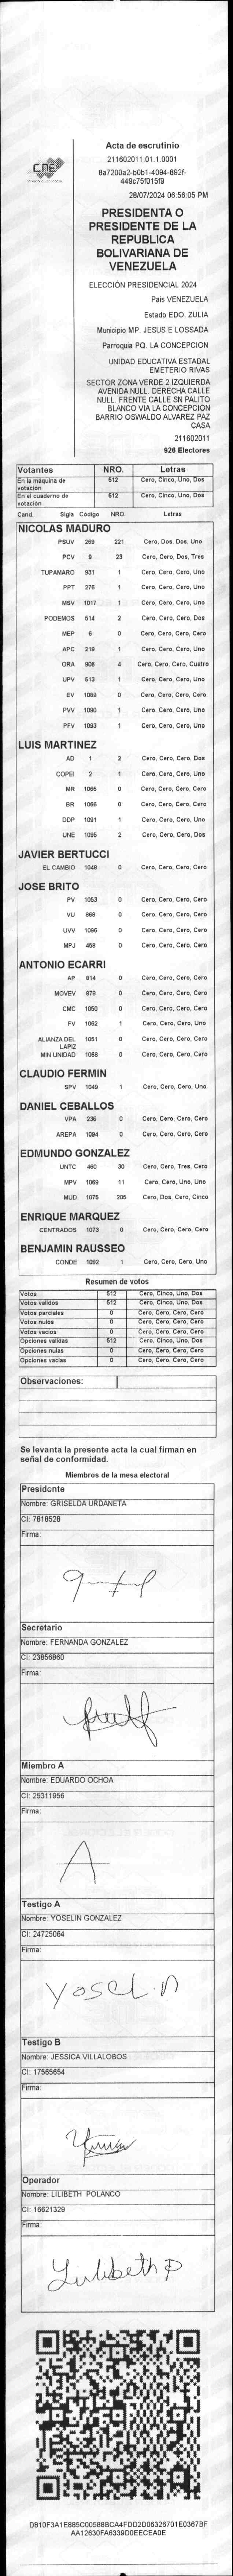 CNE
Acta de escrutinio
211602011.01.1.0001
8a7200a2-b0b1-4094-892f-
449c75f015f9
28/07/2024 06:56:05 PM
PRESIDENTA O
PRESIDENTE DE LA
REPUBLICA
BOLIVARIANA DE
VENEZUELA
ELECCIÓN PRESIDENCIAL 2024
Pais VENEZUELA
Estado EDO. ZULIA
Municipio MP. JESUS E LOSSADA
Parroquia PQ. LA CONCEPCION
UNIDAD EDUCATIVA ESTADAL
EMETERIO RIVAS
SECTOR ZONA VERDE 2 IZQUIERDA
AVENIDA NULL. DERECHA CALLE
NULL. FRENTE CALLE SN PALITO
BLANCO VIA LA CONCEPCION
BARRIO OSWALDO ALVAREZ PAZ
CASA
211602011
926 Electores
Votantes NRO. Letras
En la máquina de votación 512 Cero, Cinco, Uno, Dos
En el cuaderno de votación 512 Cero, Cinco, Uno, Dos
Cand. Sigla Código NRO. Letras
NICOLAS MADURO
PSUV 269 221 Cero, Dos, Dos, Uno
PCV 9 23 Cero, Cero, Dos, Tres
TUPAMARO 931 1 Cero, Cero, Cero, Uno
PPT 276 1 Cero, Cero, Cero, Uno
MSV 1017 1 Cero, Cero, Cero, Uno
PODEMOS 514 2 Cero, Cero, Cero, Dos
MEP 6 0 Cero, Cero, Cero, Cero
APC 219 1 Cero, Cero, Cero, Uno
ORA 906 4 Cero, Cero, Cero, Cuatro
UPV 513 1 Cero, Cero, Cero, Uno
EV 1089 0 Cero, Cero, Cero, Cero
PVV 1090 1 Cero, Cero, Cero, Uno
PFV 1093 1 Cero, Cero, Cero, Uno
LUIS MARTINEZ
AD 1 2 Cero, Cero, Cero, Dos
COPEI 2 1 Cero, Cero, Cero, Uno
MR 1065 0 Cero, Cero, Cero, Cero
BR 1066 0 Cero, Cero, Cero, Cero
DDP 1091 1 Cero, Cero, Cero, Uno
UNE 1095 2 Cero, Cero, Cero, Dos
JAVIER BERTUCCI
EL CAMBIO 1048 0 Cero, Cero, Cero, Cero
JOSE BRITO
PV 1053 0 Cero, Cero, Cero, Cero
VU 868 0 Cero, Cero, Cero, Cero
UVV 1096 0 Cero, Cero, Cero, Cero
MPJ 458 0 Cero, Cero, Cero, Cero
ANTONIO ECARRI
AP 914 0 Cero, Cero, Cero, Cero
MOVEV 878 0 Cero, Cero, Cero, Cero
CMC 1050 0 Cero, Cero, Cero, Cero
FV 1062 1 Cero, Cero, Cero, Uno
ALIANZA DEL LAPIZ 1051 0 Cero, Cero, Cero, Cero
MIN UNIDAD 1068 0 Cero, Cero, Cero, Cero
CLAUDIO FERMIN
SPV 1049 1 Cero, Cero, Cero, Uno
DANIEL CEBALLOS
VPA 236 0 Cero, Cero, Cero, Cero
AREPA 1094 0 Cero, Cero, Cero, Cero
EDMUNDO GONZALEZ
UNTC 460 30 Cero, Cero, Tres, Cero
MPV 1069 11 Cero, Cero, Uno, Uno
MUD 1075 205 Cero, Dos, Cero, Cinco
ENRIQUE MARQUEZ
CENTRADOS 1073 0 Cero, Cero, Cero, Cero
BENJAMIN RAUSSEO
CONDE 1092 1 Cero, Cero, Cero, Uno
Resumen de votos
Votos 512 Cero, Cinco, Uno, Dos
Votos validos 512 Cero, Cinco, Uno, Dos
Votos parciales 0 Cero, Cero, Cero, Cero
Votos nulos 0 Cero, Cero, Cero, Cero
Votos vacios 0 Cero, Cero, Cero, Cero
Opciones validas 512 Cero, Cinco, Uno, Dos
Opciones nulas 0 Cero, Cero, Cero, Cero
Opciones vacias 0 Cero, Cero, Cero, Cero
Observaciones:
Se levanta la presente acta la cual firman en
señal de conformidad.
Miembros de la mesa electoral
Presidente
Nombre: GRISELDA URDANETA
CI: 7818528
Firma:
Secretario
Nombre: FERNANDA GONZALEZ
CI: 23856860
Firma:
Miembro A
Nombre: EDUARDO OCHOA
CI: 25311956
Firma:
A
Testigo A
Nombre: YOSELIN GONZALEZ
CI: 24725064
Firma:
Yoselin
Testigo B
Nombre: JESSICA VILLALOBOS
CI: 17565654
Firma:
Operador
Nombre: LILIBETH POLANCO
CI: 16621329
Firma:
Lilibeth P
D810F3A1E885C00588BCA4FDD2D06326701E0367BF
AA12630FA6339D0EECEA0E